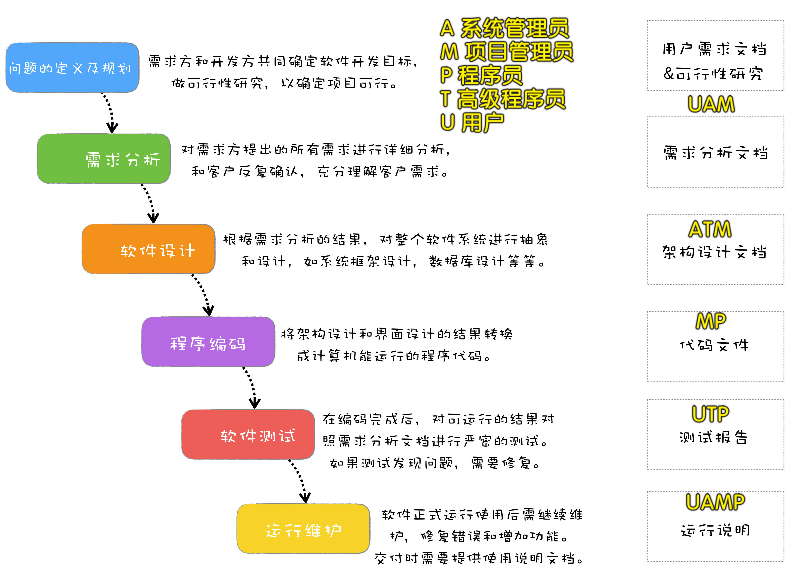 A 系统管理员
M 项目管理员
P 程序员
T 高级程序员
U 用户
问题的定义及规划
需求方和开发方共同确定软件开发目标，
做可行性研究，以确定项目可行。
用户需求文档
&可行性研究
UAM
需求分析
对需求方提出的所有需求进行详细分析，
和客户反复确认，充分理解客户需求。
需求分析文档
软件设计
根据需求分析的结果，对整个软件系统进行抽象
和设计，如系统框架设计，数据库设计等等。
ATM
架构设计文档
程序编码
将架构设计和界面设计的结果转换
成计算机能运行的程序代码。
MP
代码文件
软件测试
在编码完成后，对可运行的结果对
照需求分析文档进行严密的测试。
如果测试发现问题，需要修复。
UTP
测试报告
运行维护
软件正式运行使用后需继续维
护，修复错误和增加功能。
交付时需要提供使用说明文档。
UAMP
运行说明